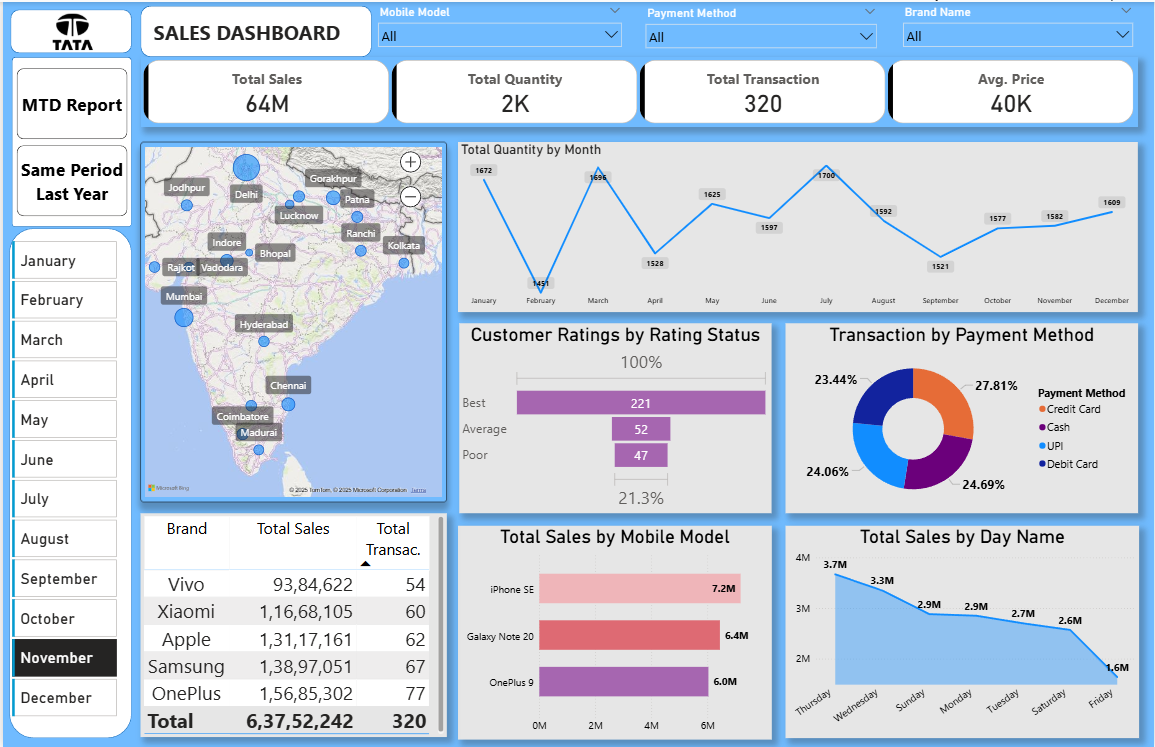 TATA
SALES DASHBOARD
Mobile Model
All
Payment Method
All
Brand Name
All
MTD Report
Same Period
Last Year
Total Sales
64M
Total Quantity
2K
Total Transaction
320
Avg. Price
40K
January
February
March
April
May
June
July
August
September
October
November
December
Delhi
Jodhpur
Gorakhpur
Lucknow
Patna
Ranchi
Kolkata
Indore
Bhopal
Rajkot
Vadodara
Mumbai
Hyderabad
Chennai
Coimbatore
Madurai
Microsoft Bing
© 2025 TomTom, © 2025 Microsoft Corporation Terms
Total Quantity by Month
1672
1451
1696
1528
1625
1597
1700
1592
1521
1577
1582
1609
January February March April May June July August September October November December
Customer Ratings by Rating Status
100%
Best 221
Average 52
Poor 47
21.3%
Transaction by Payment Method
27.81%
24.69%
24.06%
23.44%
Payment Method
Credit Card
Cash
UPI
Debit Card
Brand Total Sales Total
Transac.
Vivo 93,84,622 54
Xiaomi 1,16,68,105 60
Apple 1,31,17,161 62
Samsung 1,38,97,051 67
OnePlus 1,56,85,302 77
Total 6,37,52,242 320
Total Sales by Mobile Model
iPhone SE 7.2M
Galaxy Note 20 6.4M
OnePlus 9 6.0M
0M 2M 4M 6M
Total Sales by Day Name
4M
3M
2M
3.7M
3.3M
2.9M
2.9M
2.7M
2.6M
1.6M
Thursday Wednesday Sunday Monday Tuesday Saturday Friday